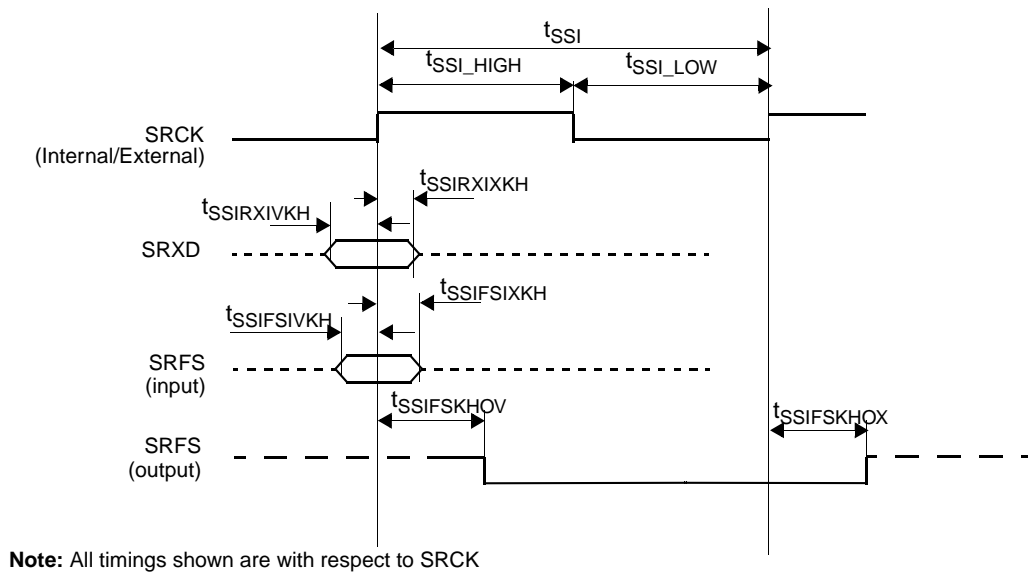 tSSI
tSSI_HIGH
tSSI_LOW
SRCK
(Internal/External)
tSSIRXIXKH
tSSIRXIVKH
SRXD
tSSIFSIXKH
tSSIFSIVKH
SRFS
(input)
tSSIFSKHOV
tSSIFSKHOX
SRFS
(output)
Note: All timings shown are with respect to SRCK